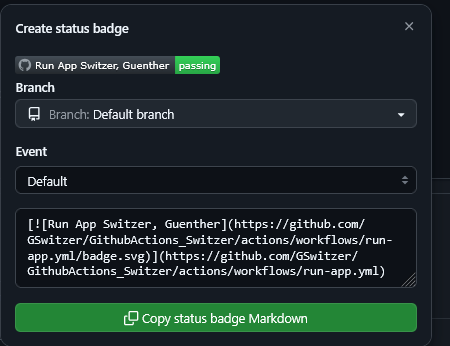 Create status badge
Run App Switzer, Guenther passing
Branch
Branch: Default branch
Event
Default
[![Run App Switzer, Guenther](https://github.com/
GSwitzer/GithubActions_Switzer/actions/workflows/run-
app.yml/badge.svg)](https://github.com/GSwitzer/
GithubActions_Switzer/actions/workflows/run-app.yml)
Copy status badge Markdown